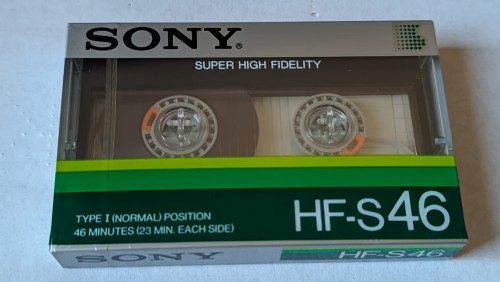 SONY®
SUPER HIGH FIDELITY
TYPE I (NORMAL) POSITION
46 MINUTES (23 MIN. EACH SIDE)
HF-S46
SONY
HF-S46